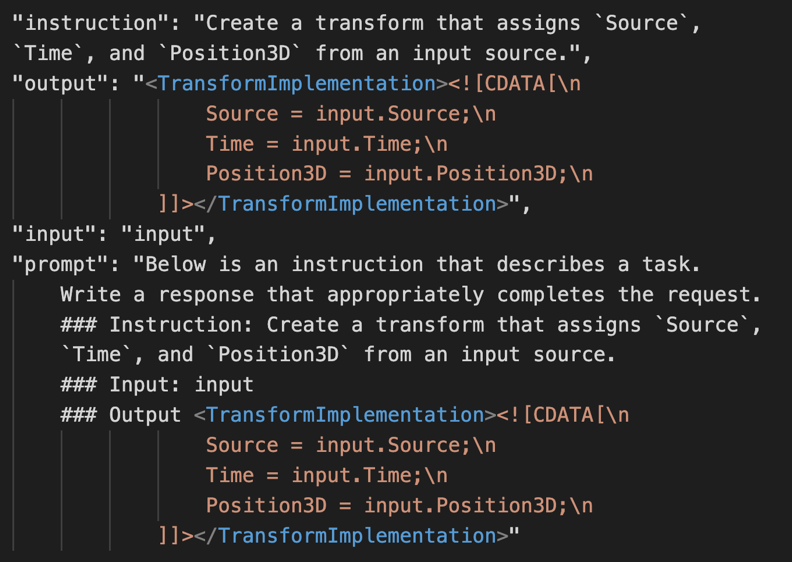 "instruction": "Create a transform that assigns `Source`,
`Time`, and `Position3D` from an input source.",
"output": "<TransformImplementation><![CDATA[\n
Source = input.Source;\n
Time = input.Time;\n
Position3D = input.Position3D;\n
]]></TransformImplementation>",
"input": "input",
"prompt": "Below is an instruction that describes a task.
Write a response that appropriately completes the request.
### Instruction: Create a transform that assigns `Source`,
`Time`, and `Position3D` from an input source.
### Input: input
### Output <TransformImplementation><![CDATA[\n
Source = input.Source;\n
Time = input.Time;\n
Position3D = input.Position3D;\n
]]></TransformImplementation>"